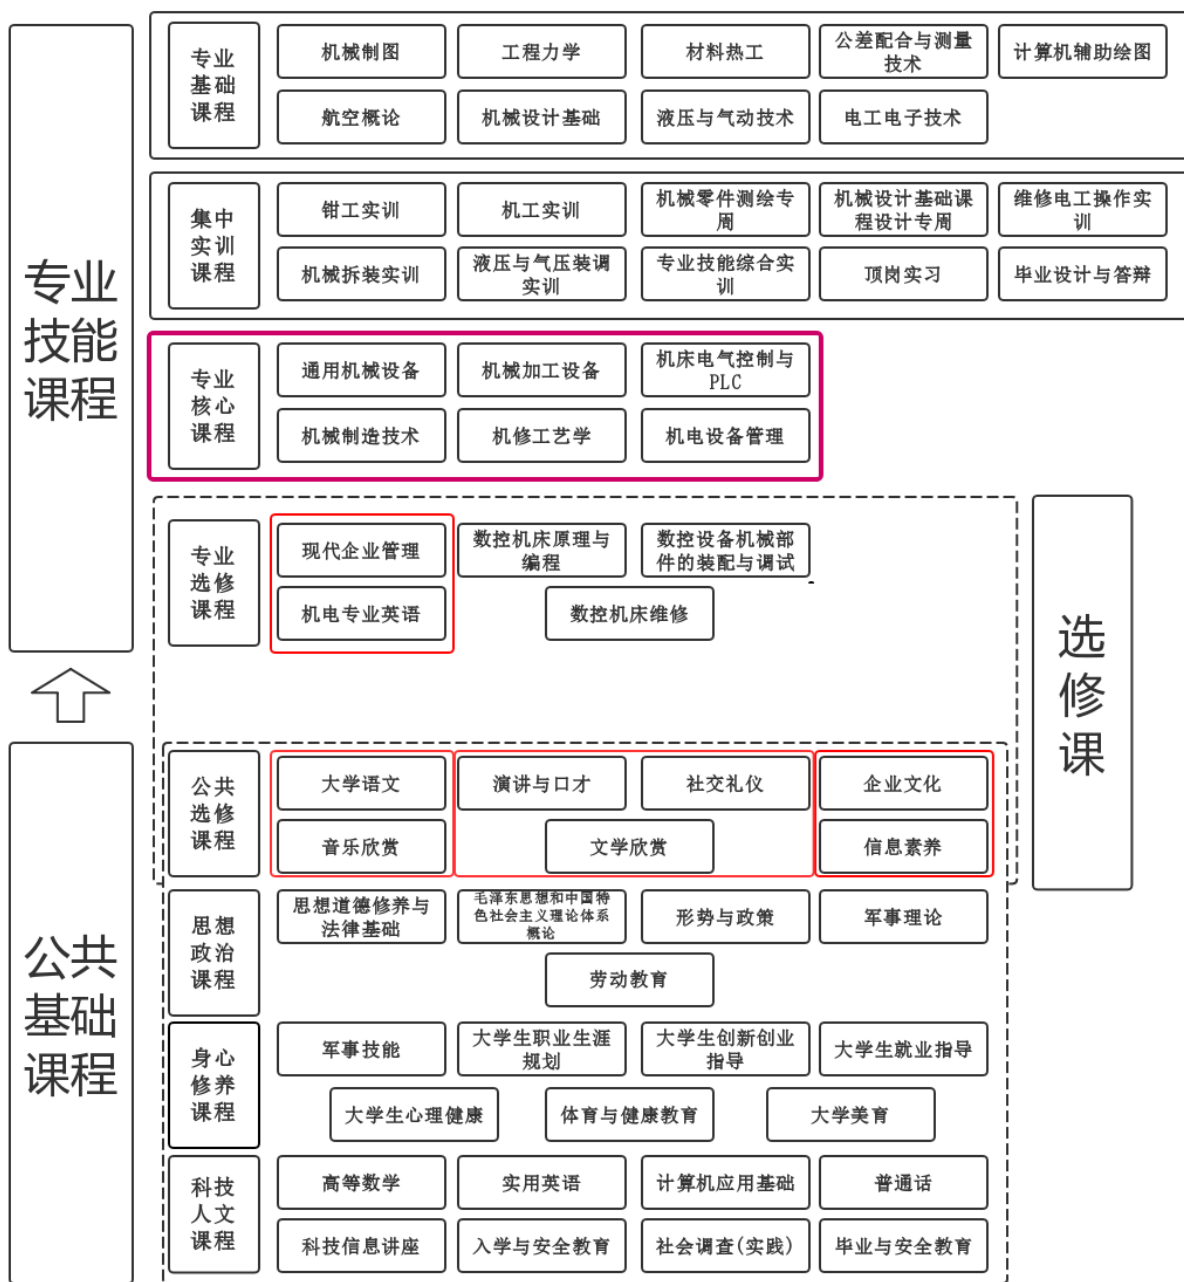 专业
技能
课程
专业
基础
课程
机械制图
工程力学
材料热工
公差配合与测量
技术
计算机辅助绘图
航空概论
机械设计基础
液压与气动技术
电工电子技术
集中
实训
课程
钳工实训
机工实训
机械零件测绘专
周
机械设计基础课
程设计专周
维修电工操作实
训
机械拆装实训
液压与气压装调
实训
专业技能综合实
训
顶岗实习
毕业设计与答辩
专业
核心
课程
通用机械设备
机械加工设备
机床电气控制与
PLC
机械制造技术
机修工艺学
机电设备管理
专业
选修
课程
现代企业管理
数控机床原理与
编程
数控设备机械部
件的装配与调试
机电专业英语
数控机床维修
选
修
课
公共
基础
课程
公共
选修
课程
大学语文
演讲与口才
社交礼仪
企业文化
音乐欣赏
文学欣赏
信息素养
思想
政治
课程
思想道德修养与
法律基础
毛泽东思想和中国特
色社会主义理论体系
概论
形势与政策
军事理论
劳动教育
身心
修养
课程
军事技能
大学生职业生涯
规划
大学生创新创业
指导
大学生就业指导
大学生心理健康
体育与健康教育
大学美育
科技
人文
课程
高等数学
实用英语
计算机应用基础
普通话
科技信息讲座
入学与安全教育
社会调查(实践)
毕业与安全教育